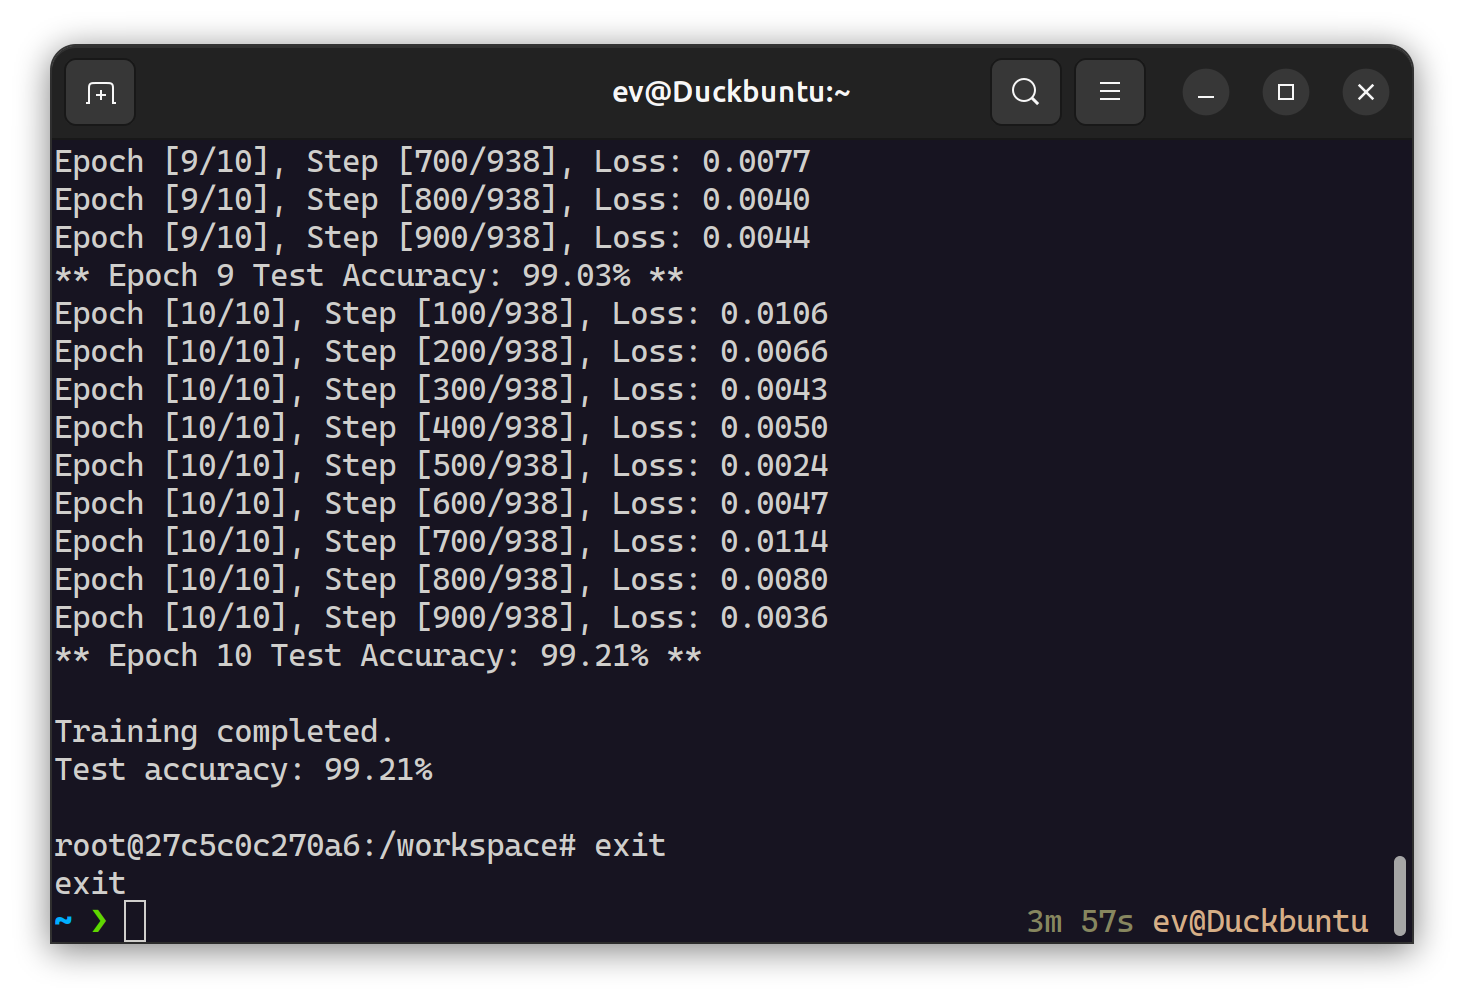 ev@Duckbuntu:~
Epoch [9/10], Step [700/938], Loss: 0.0077
Epoch [9/10], Step [800/938], Loss: 0.0040
Epoch [9/10], Step [900/938], Loss: 0.0044
** Epoch 9 Test Accuracy: 99.03% **
Epoch [10/10], Step [100/938], Loss: 0.0106
Epoch [10/10], Step [200/938], Loss: 0.0066
Epoch [10/10], Step [300/938], Loss: 0.0043
Epoch [10/10], Step [400/938], Loss: 0.0050
Epoch [10/10], Step [500/938], Loss: 0.0024
Epoch [10/10], Step [600/938], Loss: 0.0047
Epoch [10/10], Step [700/938], Loss: 0.0114
Epoch [10/10], Step [800/938], Loss: 0.0080
Epoch [10/10], Step [900/938], Loss: 0.0036
** Epoch 10 Test Accuracy: 99.21% **
Training completed.
Test accuracy: 99.21%
root@27c5c0c270a6:/workspace# exit
exit
~ ❯ 3m 57s ev@Duckbuntu